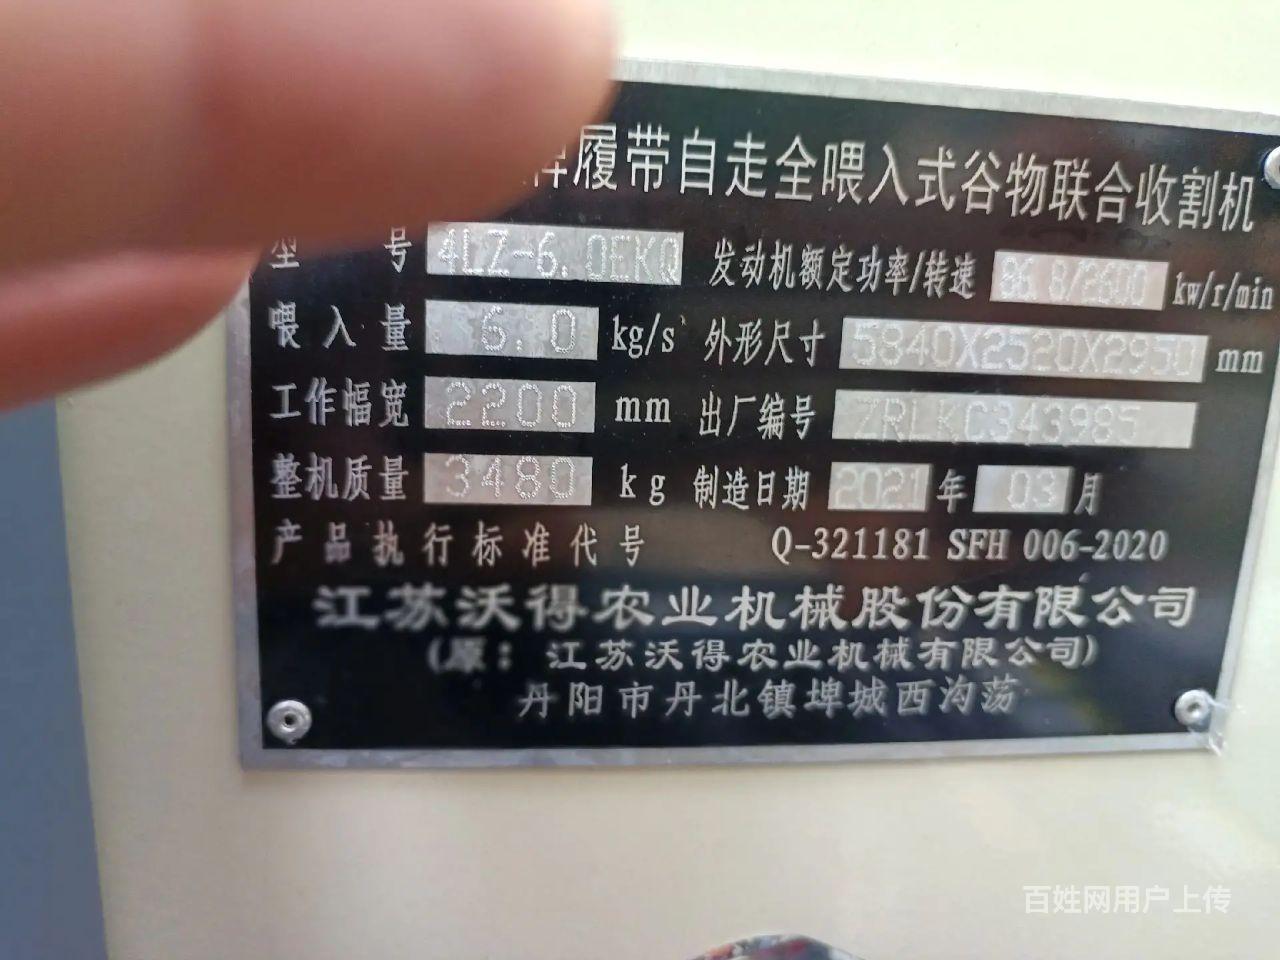 牌履带自走全喂入式谷物联合收割机
型 号 4LZ-6.0EKQ 发动机额定功率/转速 86.8/2600 kw/r/min
喂入量 6.0 kg/s 外形尺寸 5840X2520X2950 mm
工作幅宽 2200 mm 出厂编号 ZRLKC343985
整机质量 3480 kg 制造日期 2021 年 03 月
产品执行标准代号 Q-321181 SFH 006-2020
江苏沃得农业机械股份有限公司
(原：江苏沃得农业机械有限公司)
丹阳市丹北镇埤城西沟荡
百姓网用户上传